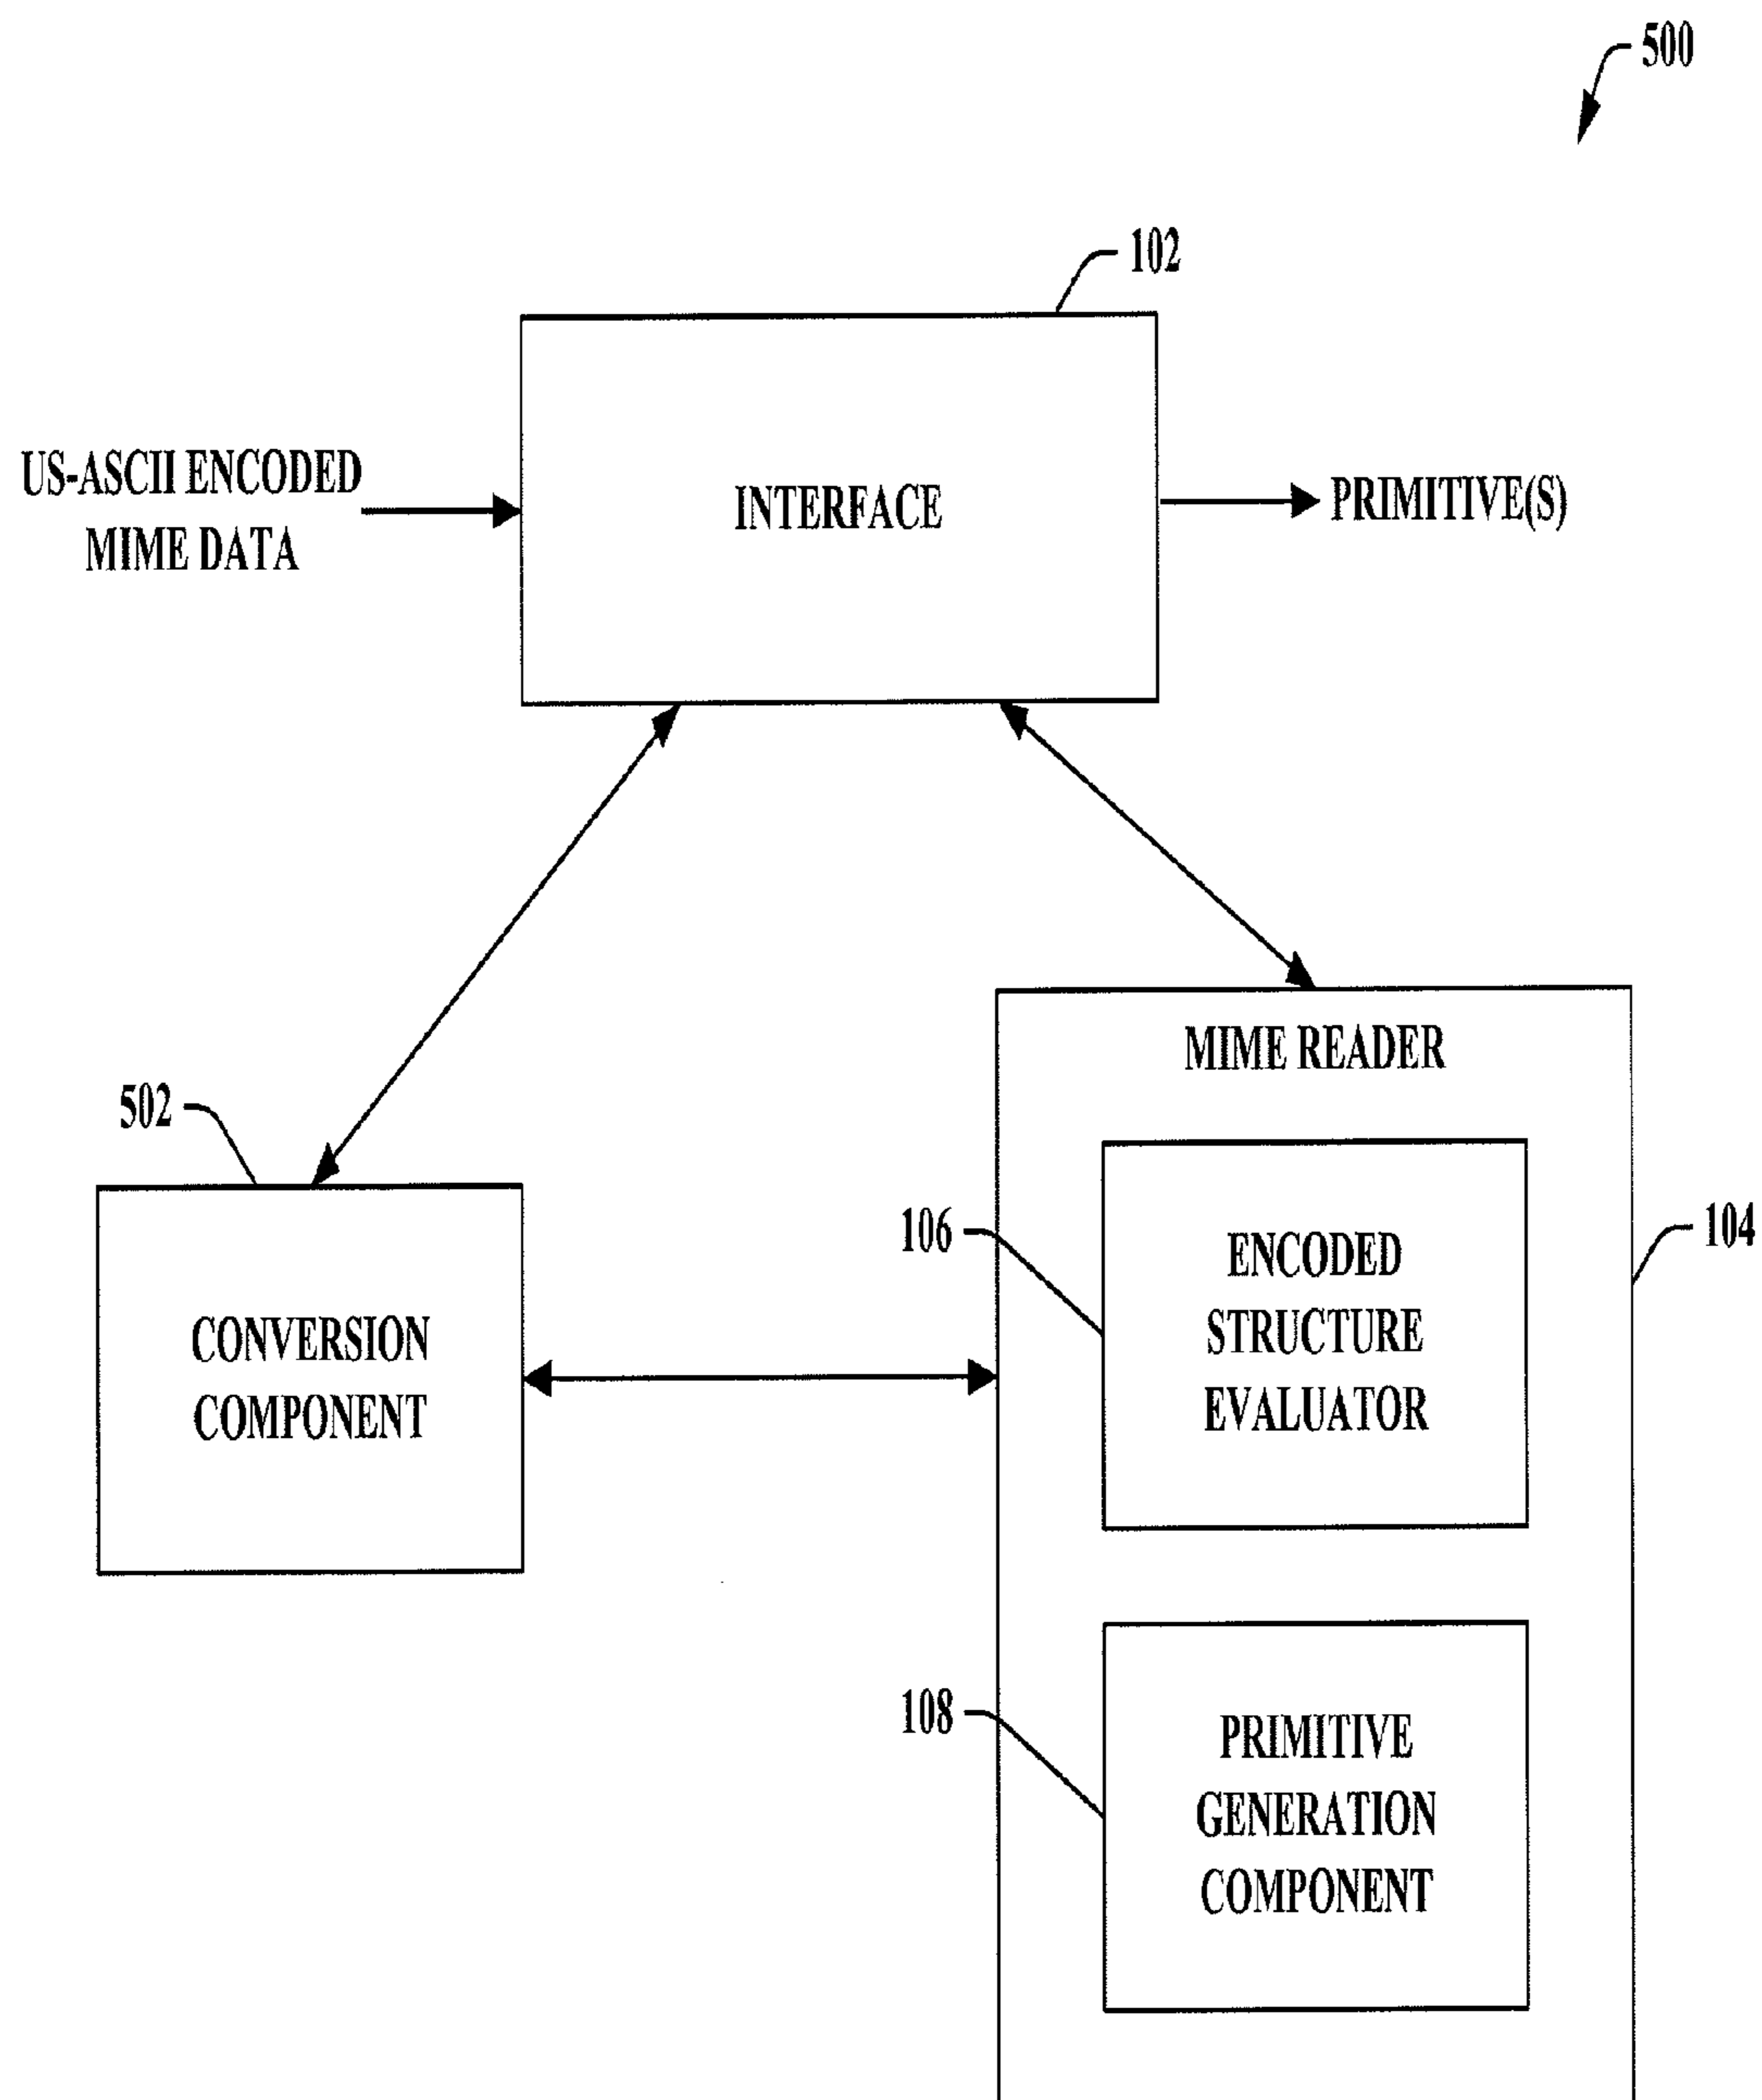 500
102
US-ASCII ENCODED
MIME DATA
INTERFACE
PRIMITIVE(S)
MIME READER
502
106
ENCODED
STRUCTURE
EVALUATOR
104
CONVERSION
COMPONENT
108
PRIMITIVE
GENERATION
COMPONENT